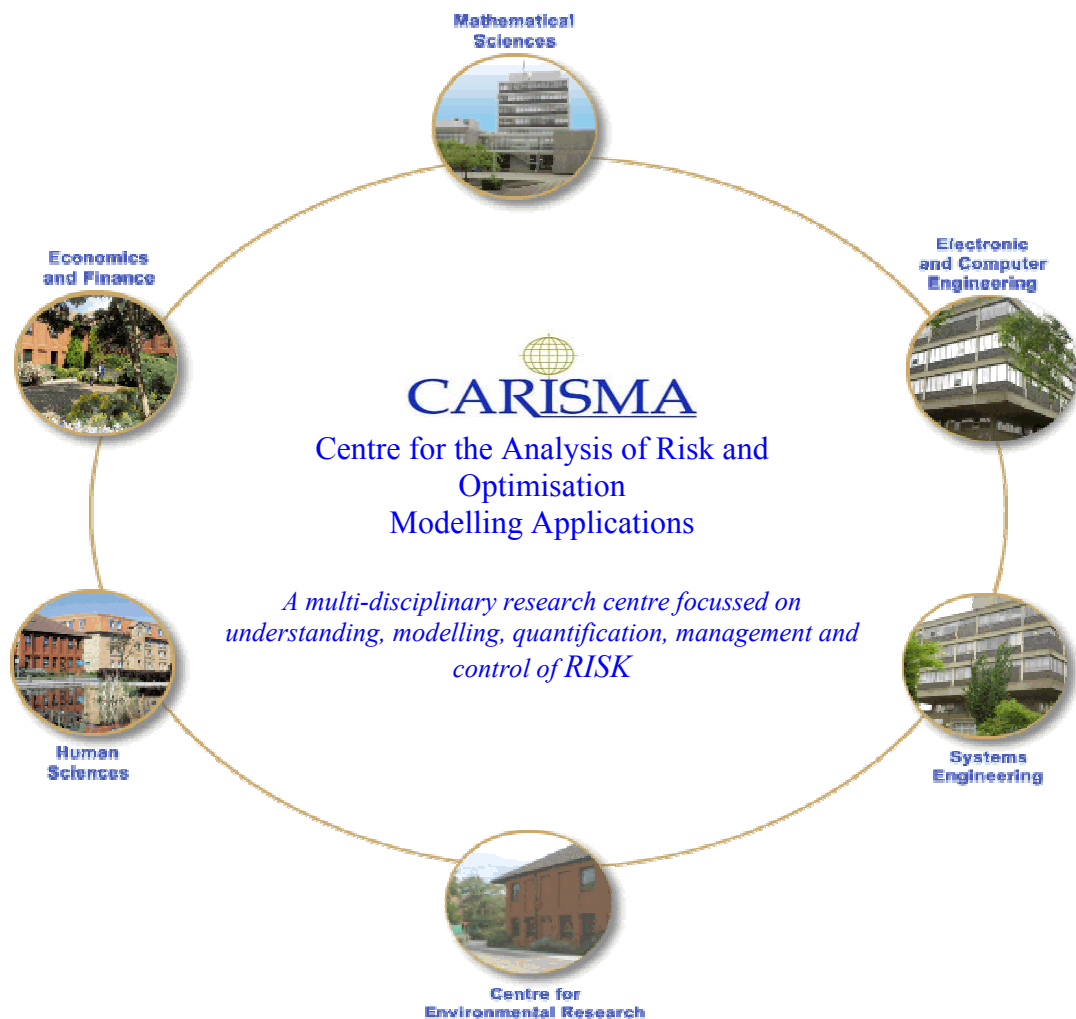 Mathematical
Sciences
Economics
and Finance
Electronic
and Computer
Engineering
CARISMA
Centre for the Analysis of Risk and
Optimisation
Modelling Applications
A multi-disciplinary research centre focussed on
understanding, modelling, quantification, management and
control of RISK
Human
Sciences
Systems
Engineering
Centre for
Environmental Research